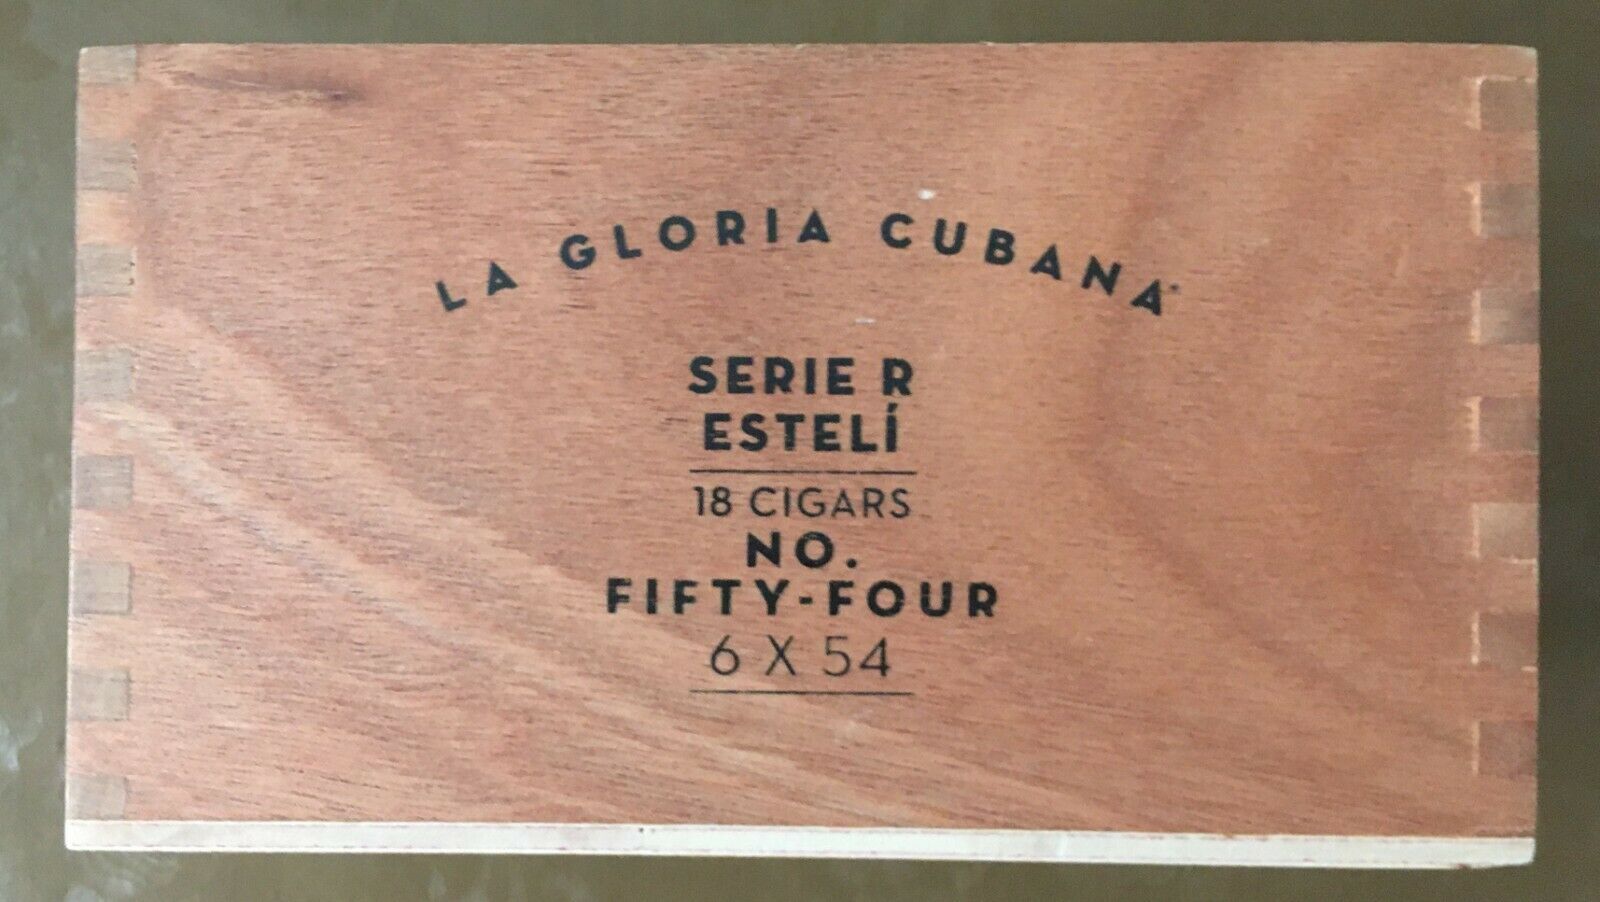 LA GLORIA CUBANA
SERIE R
ESTELÍ
18 CIGARS
NO.
FIFTY-FOUR
6 X 54